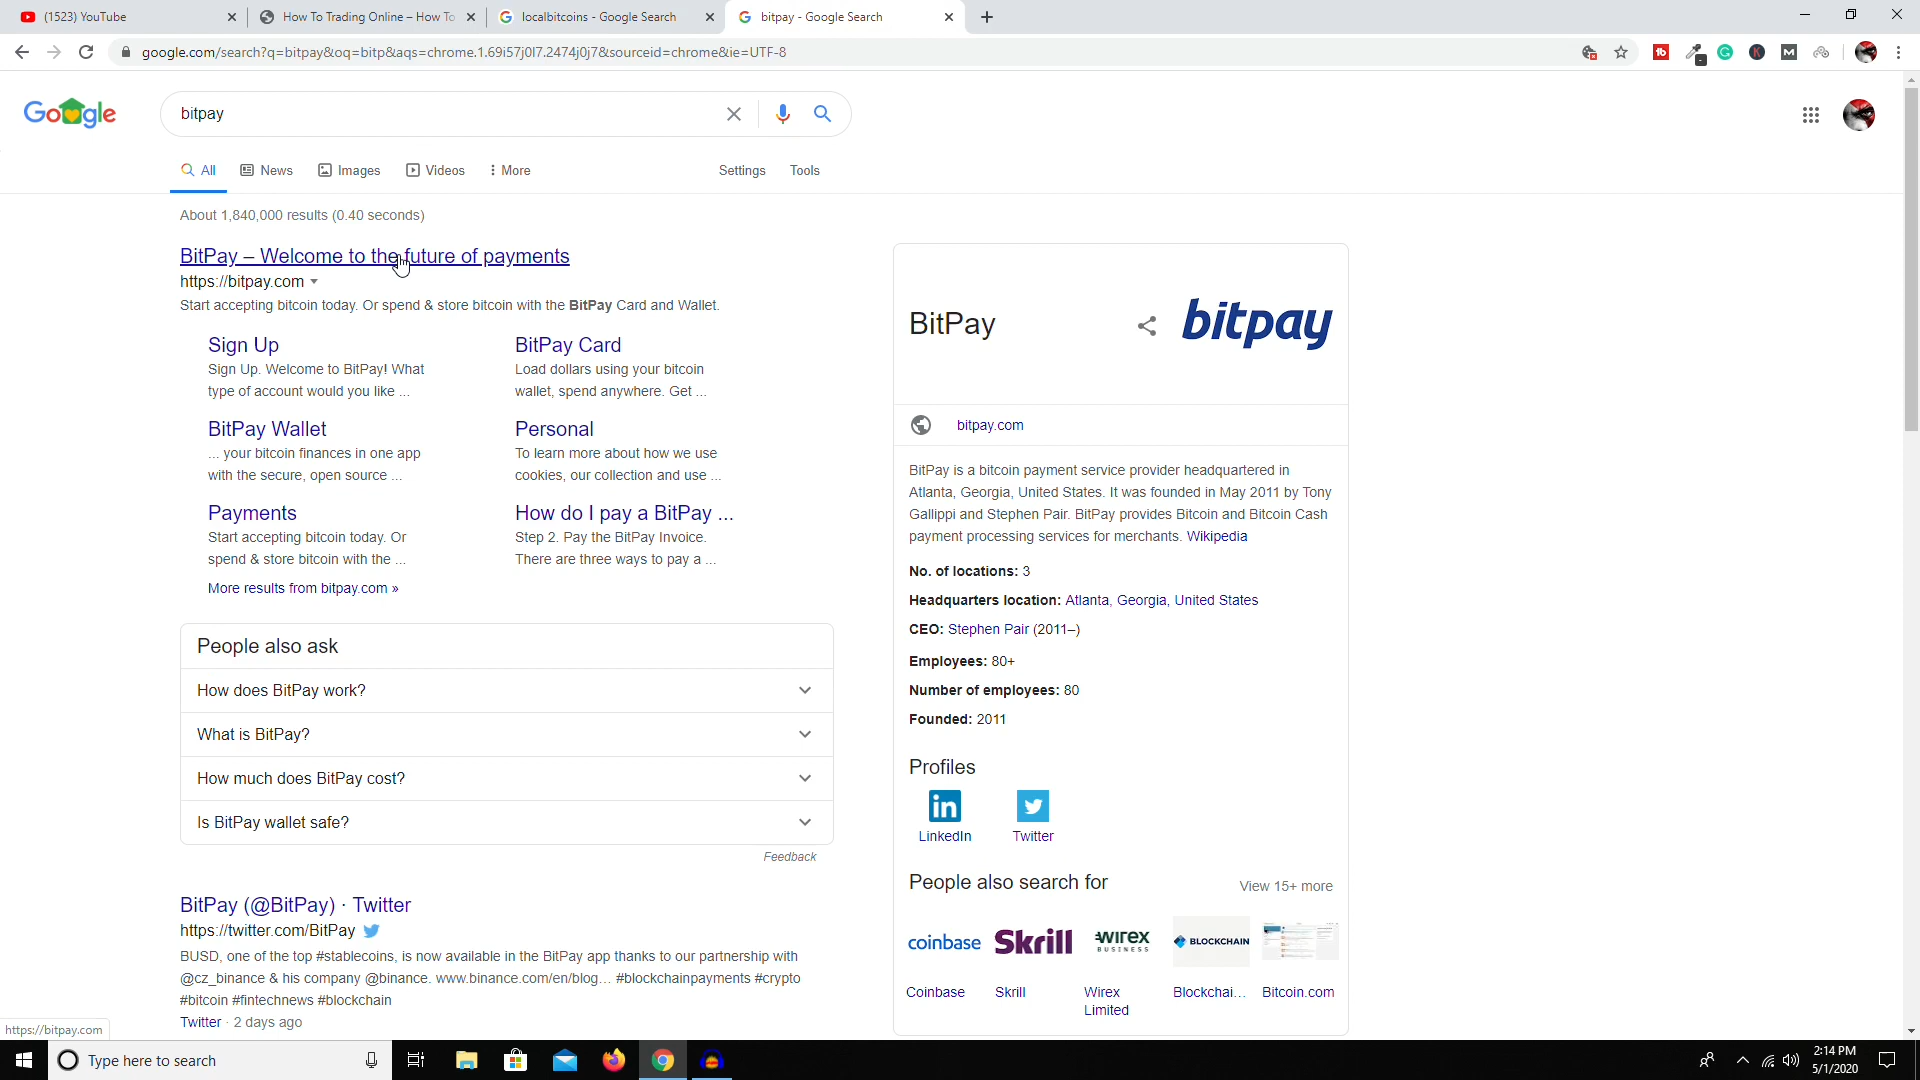 (1523) YouTube
How To Trading Online – How To
localbitcoins - Google Search
bitpay - Google Search
google.com/search?q=bitpay&oq=bitp&aqs=chrome.1.69i57j0l7.2474j0j7&sourceid=chrome&ie=UTF-8
Google
bitpay
All
News
Images
Videos
More
Settings
Tools
About 1,840,000 results (0.40 seconds)
BitPay – Welcome to the future of payments
https://bitpay.com
Start accepting bitcoin today. Or spend & store bitcoin with the BitPay Card and Wallet.
Sign Up
Sign Up. Welcome to BitPay! What
type of account would you like ...
BitPay Card
Load dollars using your bitcoin
wallet, spend anywhere. Get ...
BitPay Wallet
... your bitcoin finances in one app
with the secure, open source ...
Personal
To learn more about how we use
cookies, our collection and use ...
Payments
Start accepting bitcoin today. Or
spend & store bitcoin with the ...
How do I pay a BitPay ...
Step 2. Pay the BitPay Invoice.
There are three ways to pay a ...
More results from bitpay.com »
People also ask
How does BitPay work?
What is BitPay?
How much does BitPay cost?
Is BitPay wallet safe?
Feedback
BitPay (@BitPay) · Twitter
https://twitter.com/BitPay
BUSD, one of the top #stablecoins, is now available in the BitPay app thanks to our partnership with
@cz_binance & his company @binance. www.binance.com/en/blog... #blockchainpayments #crypto
#bitcoin #fintechnews #blockchain
Twitter · 2 days ago
BitPay
bitpay
bitpay.com
BitPay is a bitcoin payment service provider headquartered in
Atlanta, Georgia, United States. It was founded in May 2011 by Tony
Gallippi and Stephen Pair. BitPay provides Bitcoin and Bitcoin Cash
payment processing services for merchants. Wikipedia
No. of locations: 3
Headquarters location: Atlanta, Georgia, United States
CEO: Stephen Pair (2011–)
Employees: 80+
Number of employees: 80
Founded: 2011
Profiles
LinkedIn
Twitter
People also search for
View 15+ more
coinbase
Skrill
WIREX
BUSINESS
BLOCKCHAIN
Coinbase
Skrill
Wirex
Limited
Blockchai...
Bitcoin.com
https://bitpay.com
Type here to search
2:14 PM
5/1/2020